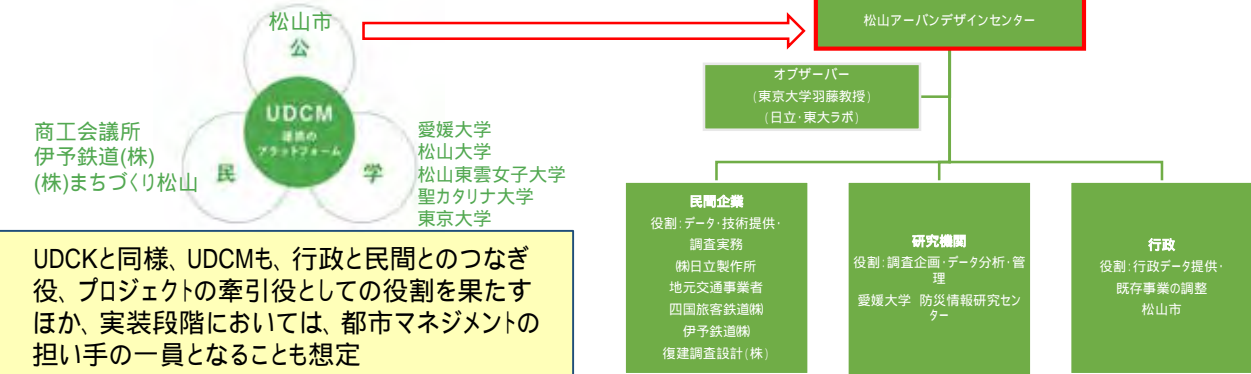 松山市
公
UDCM
連携の
プラットフォーム
民
学
商工会議所
伊予鉄道(株)
(株)まちづくり松山
愛媛大学
松山大学
松山東雲女子大学
聖カタリナ大学
東京大学
UDCKと同様、UDCMも、行政と民間とのつなぎ
役、プロジェクトの牽引役としての役割を果たす
ほか、実装段階においては、都市マネジメントの
担い手の一員となることも想定
松山アーバンデザインセンター
オブザーバー
(東京大学羽藤教授)
(日立・東大ラボ)
民間企業
役割:データ・技術提供・
調査実務
㈱日立製作所
地元交通事業者
四国旅客鉄道㈱
伊予鉄道㈱
復建調査設計(株)
研究機関
役割:調査企画・データ分析・管
理
愛媛大学 防災情報研究セン
ター
行政
役割:行政データ提供・
既存事業の調整
松山市